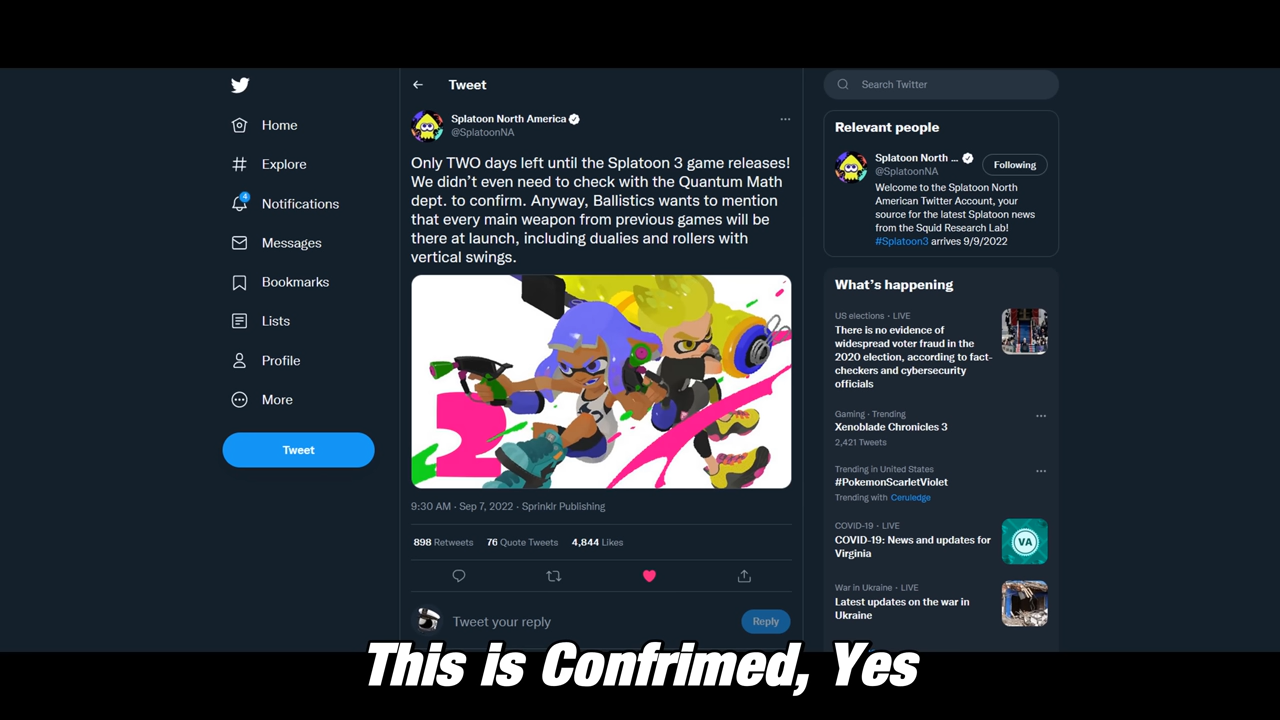 Home
Explore
4
Notifications
Messages
Bookmarks
Lists
Profile
More
Tweet
Tweet
Splatoon North America
@SplatoonNA
Only TWO days left until the Splatoon 3 game releases!
We didn't even need to check with the Quantum Math
dept. to confirm. Anyway, Ballistics wants to mention
that every main weapon from previous games will be
there at launch, including dualies and rollers with
vertical swings.
2
9:30 AM · Sep 7, 2022 · Sprinklr Publishing
898 Retweets 76 Quote Tweets 4,844 Likes
Tweet your reply
Reply
Search Twitter
Relevant people
Splatoon North ...
@SplatoonNA
Following
Welcome to the Splatoon North
American Twitter Account, your
source for the latest Splatoon news
from the Squid Research Lab!
#Splatoon3 arrives 9/9/2022
What's happening
US elections · LIVE
There is no evidence of
widespread voter fraud in the
2020 election, according to fact-
checkers and cybersecurity
officials
Gaming · Trending
Xenoblade Chronicles 3
2,421 Tweets
Trending in United States
#PokemonScarletViolet
Trending with Ceruledge
COVID-19 · LIVE
COVID-19: News and updates for
Virginia
VA
War in Ukraine · LIVE
Latest updates on the war in
Ukraine
This is Confrimed, Yes